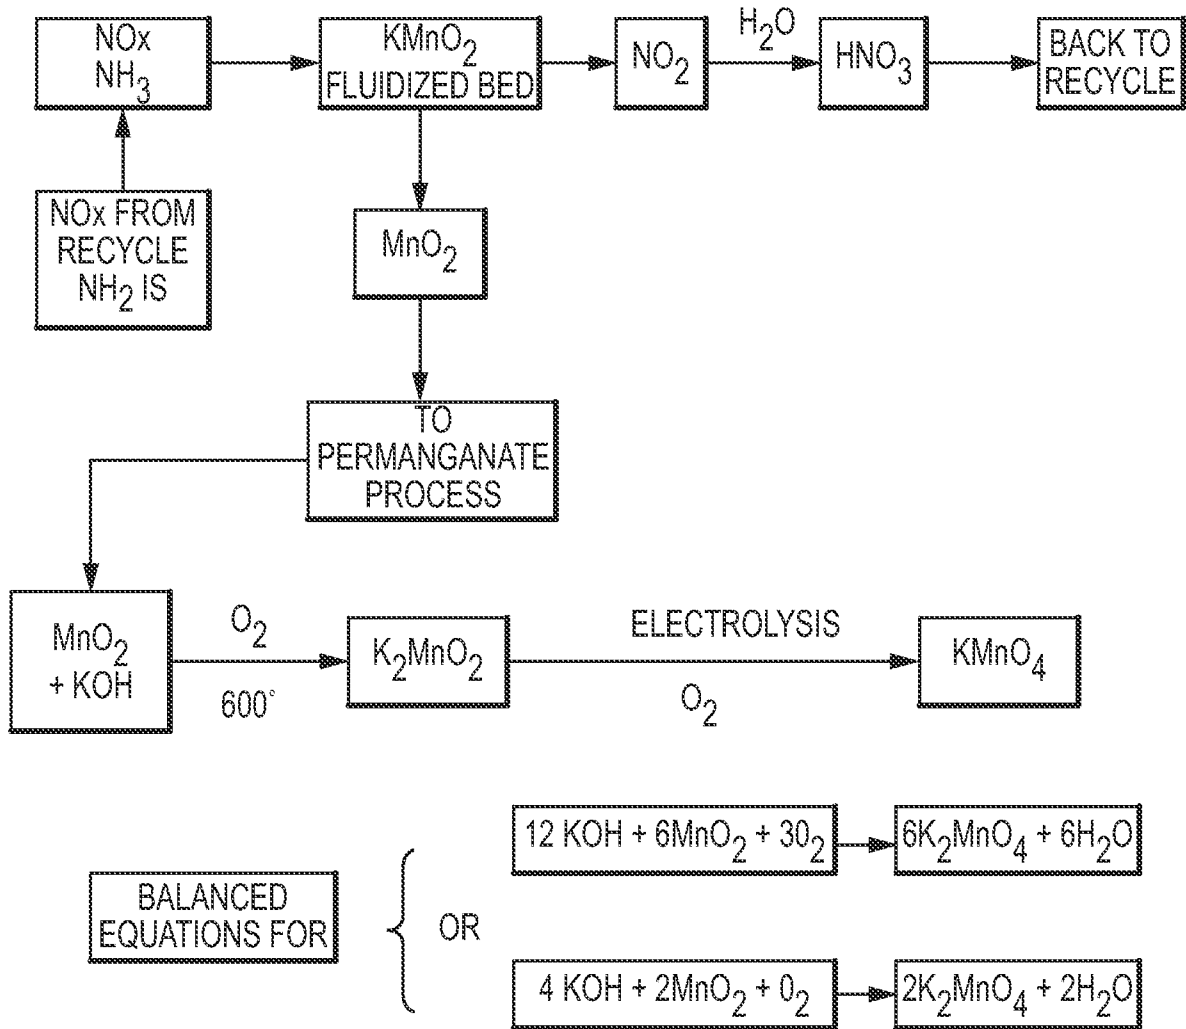 NOx
NH3
KMnO2
FLUIDIZED BED
NO2
H2O
HNO3
BACK TO
RECYCLE
NOx FROM
RECYCLE
NH2 IS
MnO2
TO
PERMANGANATE
PROCESS
MnO2
+ KOH
O2
600°
K2MnO2
ELECTROLYSIS
O2
KMnO4
BALANCED
EQUATIONS FOR
OR
12 KOH + 6MnO2 + 3O2
6K2MnO4 + 6H2O
4 KOH + 2MnO2 + O2
2K2MnO4 + 2H2O